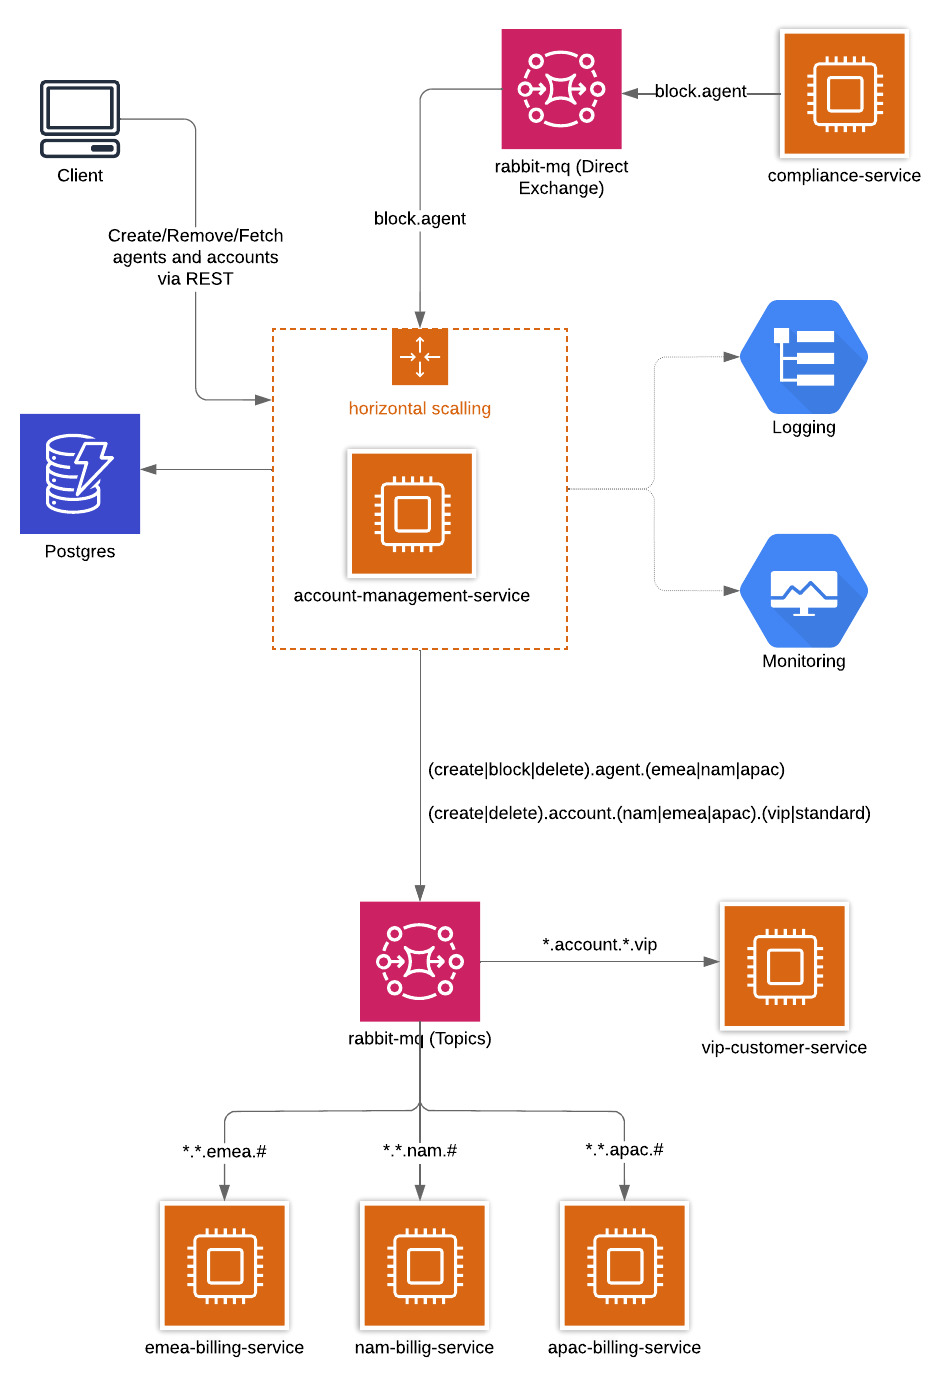 block.agent
rabbit-mq (Direct
Exchange)
compliance-service
Client
block.agent
Create/Remove/Fetch
agents and accounts
via REST
horizontal scalling
Logging
Postgres
account-management-service
Monitoring
(create|block|delete).agent.(emea|nam|apac)
(create|delete).account.(nam|emea|apac).(vip|standard)
*.account.*.vip
rabbit-mq (Topics)
vip-customer-service
*.*.emea.#
*.*.nam.#
*.*.apac.#
emea-billing-service
nam-billig-service
apac-billing-service